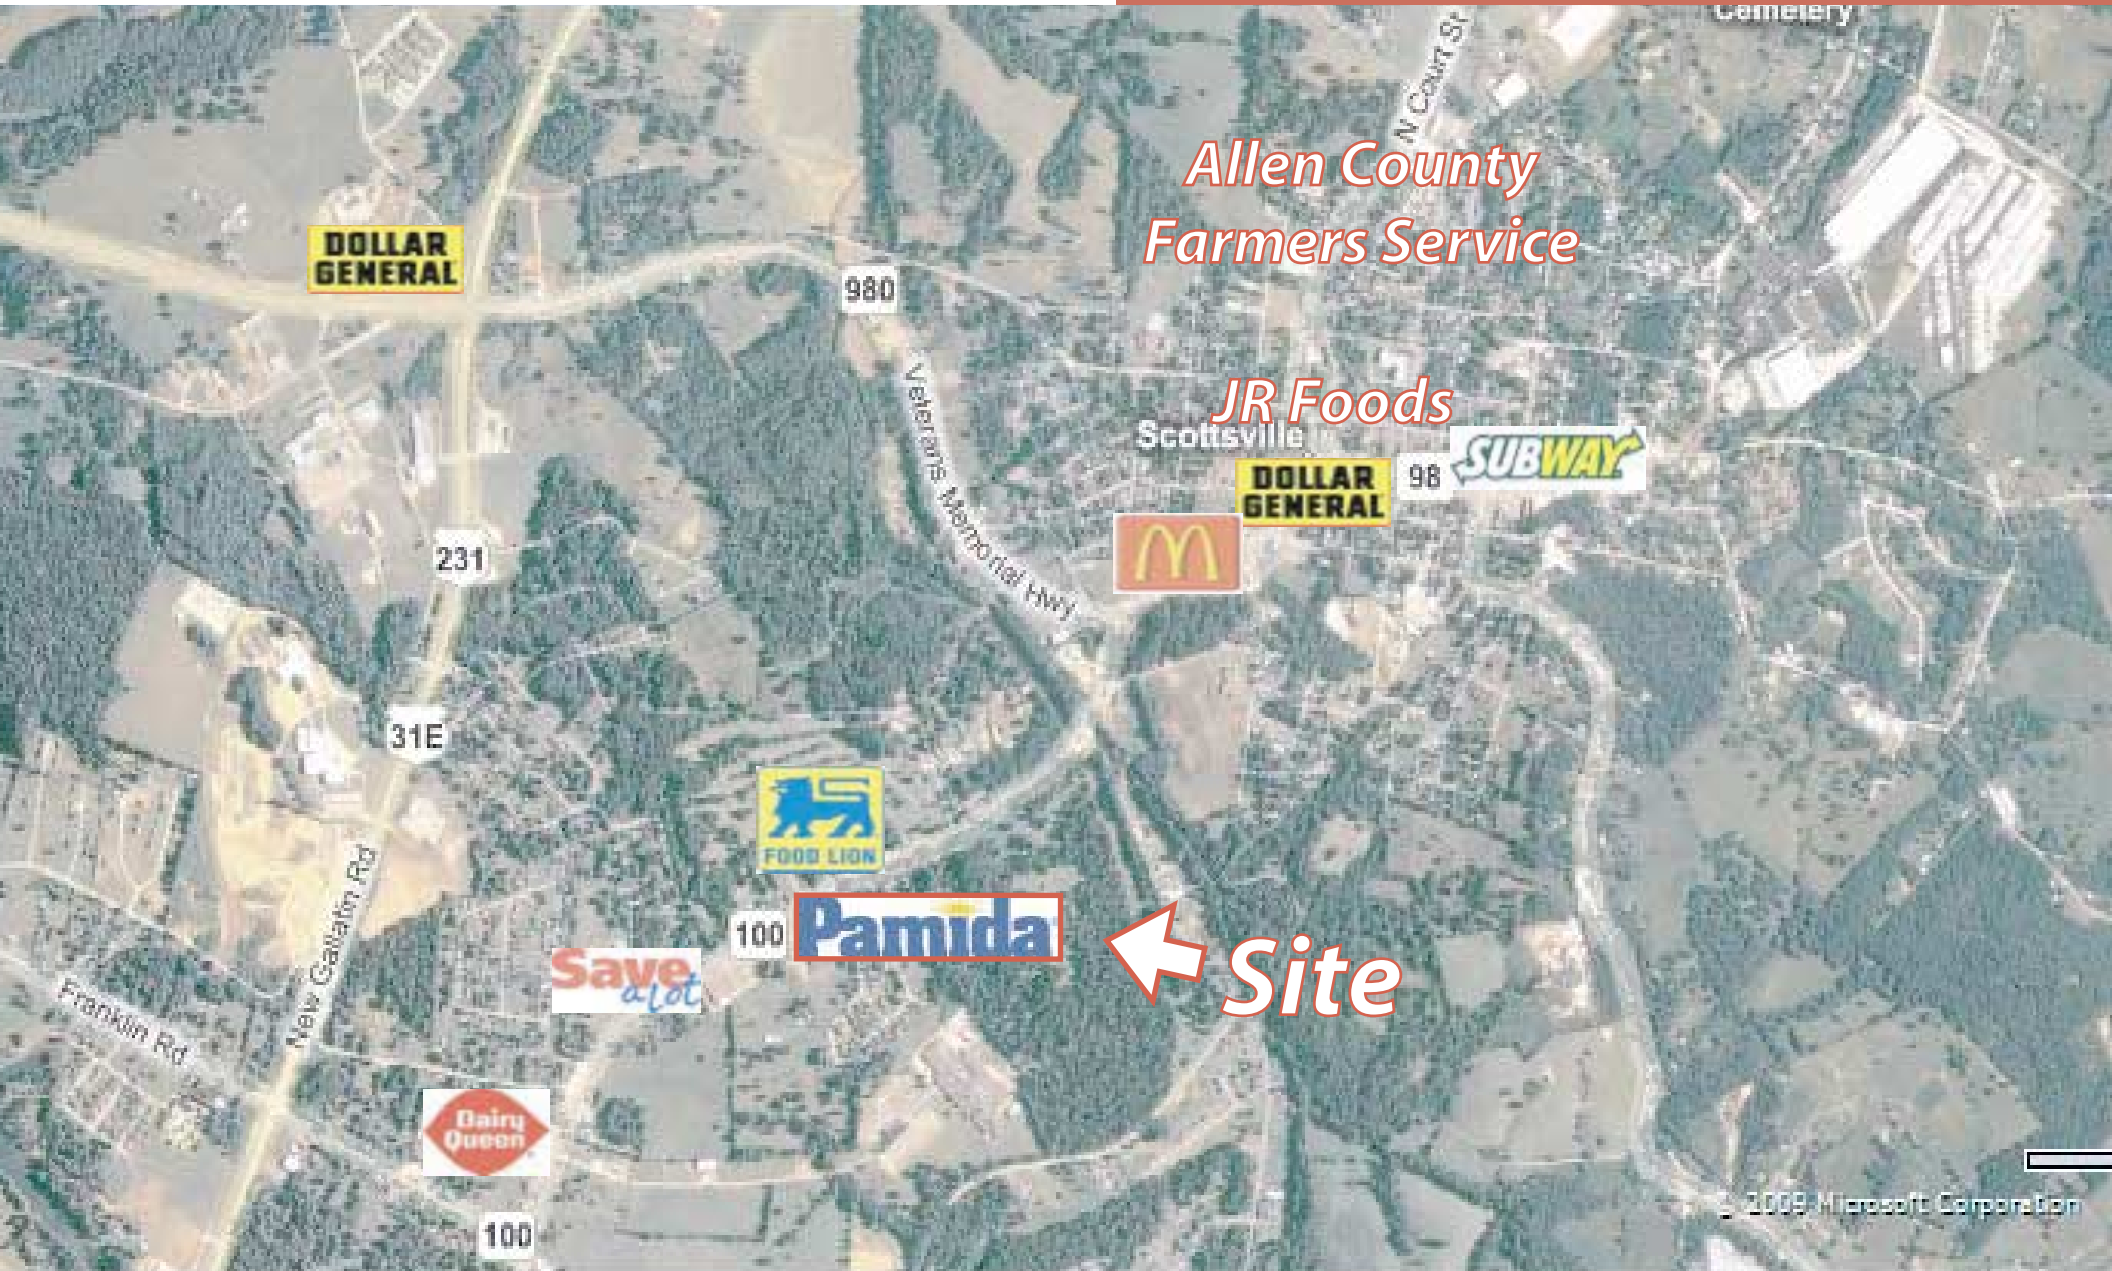 Cemetery
N Court St
Allen County
Farmers Service
DOLLAR
GENERAL
980
Veterans Memorial Hwy
JR Foods
Scottsville
DOLLAR
GENERAL
98
SUBWAY
231
31E
FOOD LION
New Gallatin Rd
100
Pamida
Site
Save
a lot
Franklin Rd
Dairy
Queen
100
© 2009 Microsoft Corporation